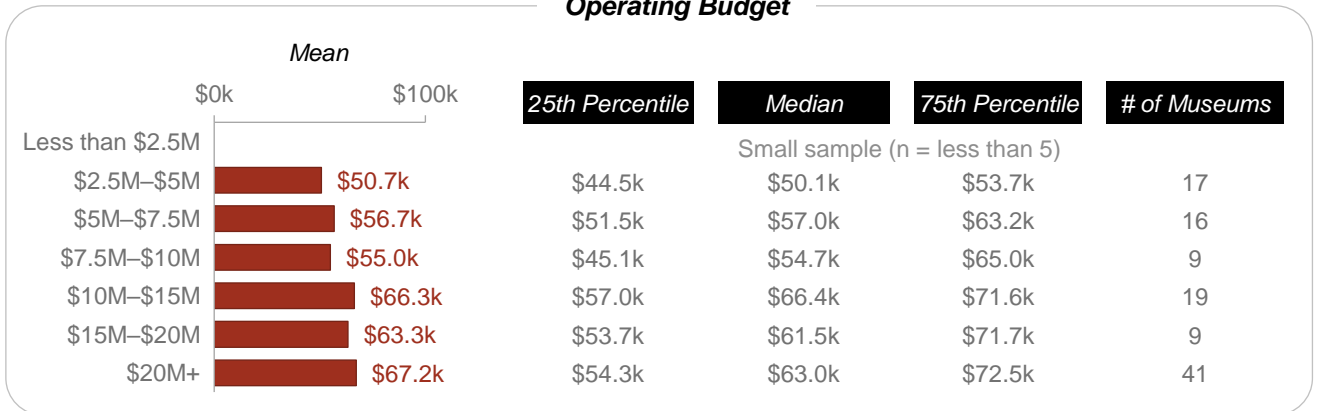 Operating Budget
Mean
$0k $100k 25th Percentile Median 75th Percentile # of Museums
Less than $2.5M Small sample (n = less than 5)
$2.5M–$5M $50.7k $44.5k $50.1k $53.7k 17
$5M–$7.5M $56.7k $51.5k $57.0k $63.2k 16
$7.5M–$10M $55.0k $45.1k $54.7k $65.0k 9
$10M–$15M $66.3k $57.0k $66.4k $71.6k 19
$15M–$20M $63.3k $53.7k $61.5k $71.7k 9
$20M+ $67.2k $54.3k $63.0k $72.5k 41